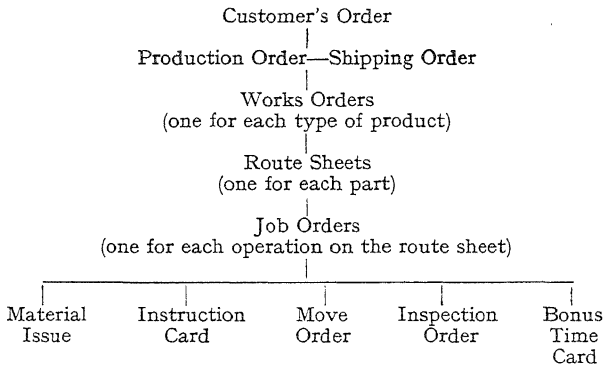 Customer's Order
Production Order—Shipping Order
Works Orders
(one for each type of product)
Route Sheets
(one for each part)
Job Orders
(one for each operation on the route sheet)
Material Issue
Instruction Card
Move Order
Inspection Order
Bonus Time Card